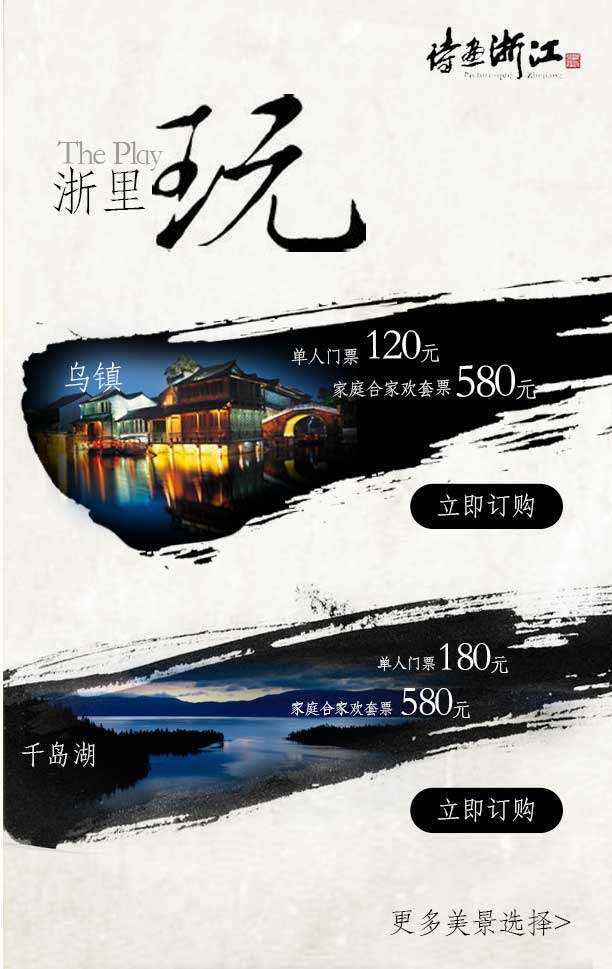 诗画浙江
Picturesque Zhejiang
The Play
浙里玩
乌镇
单人门票 120元
家庭合家欢套票 580元
立即订购
单人门票 180元
家庭合家欢套票 580元
千岛湖
立即订购
更多美景选择>